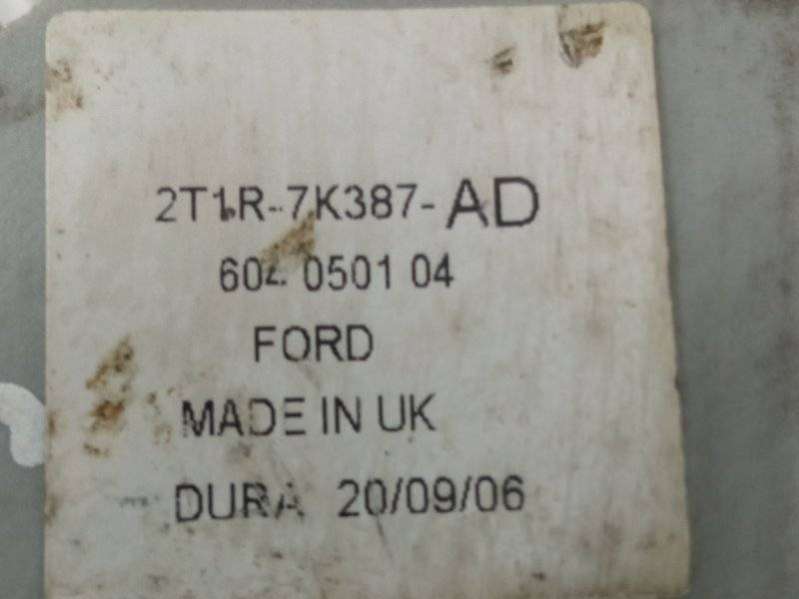 2T1R-7K387-AD
604 0501 04
FORD
MADE IN UK
DURA 20/09/06